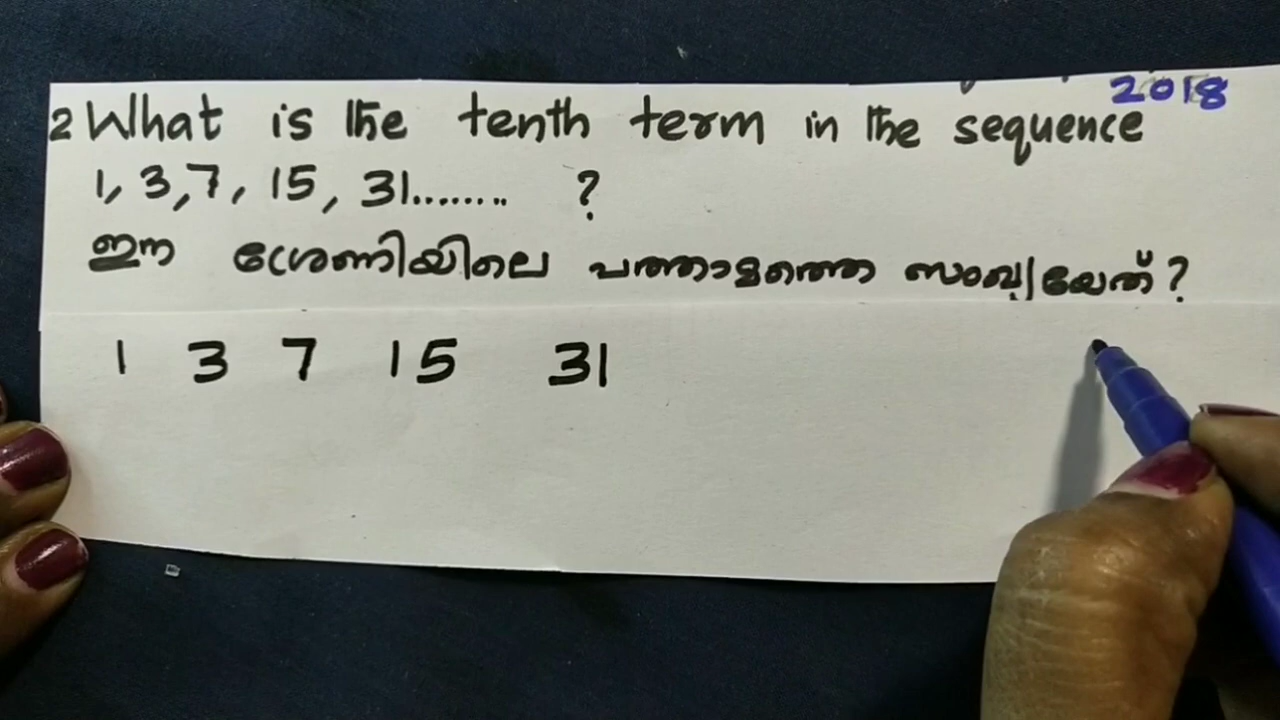 2018
2 What is the tenth term in the sequence
1, 3, 7, 15, 31........ ?
ഈ ശ്രേണിയിലെ പത്താമത്തെ സംഖ്യയേത്?
1 3 7 15 31